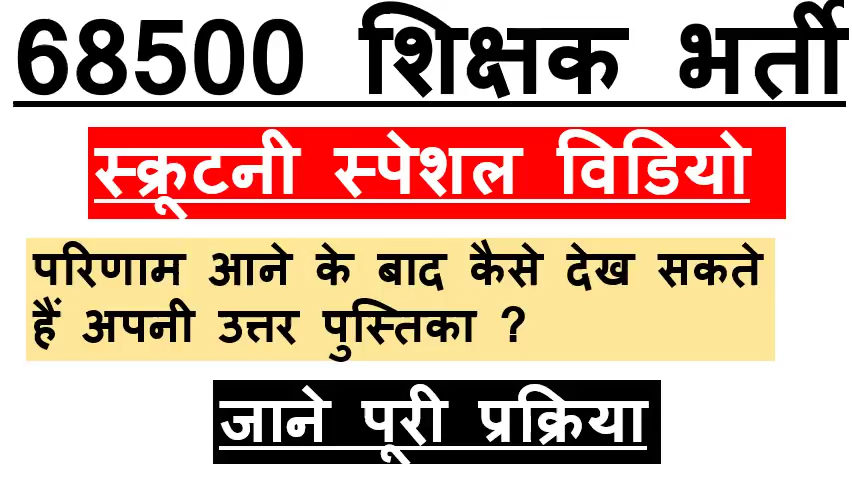 68500 शिक्षक भर्ती
स्क्रूटनी स्पेशल विडियो
परिणाम आने के बाद कैसे देख सकते
हैं अपनी उत्तर पुस्तिका ?
जाने पूरी प्रक्रिया